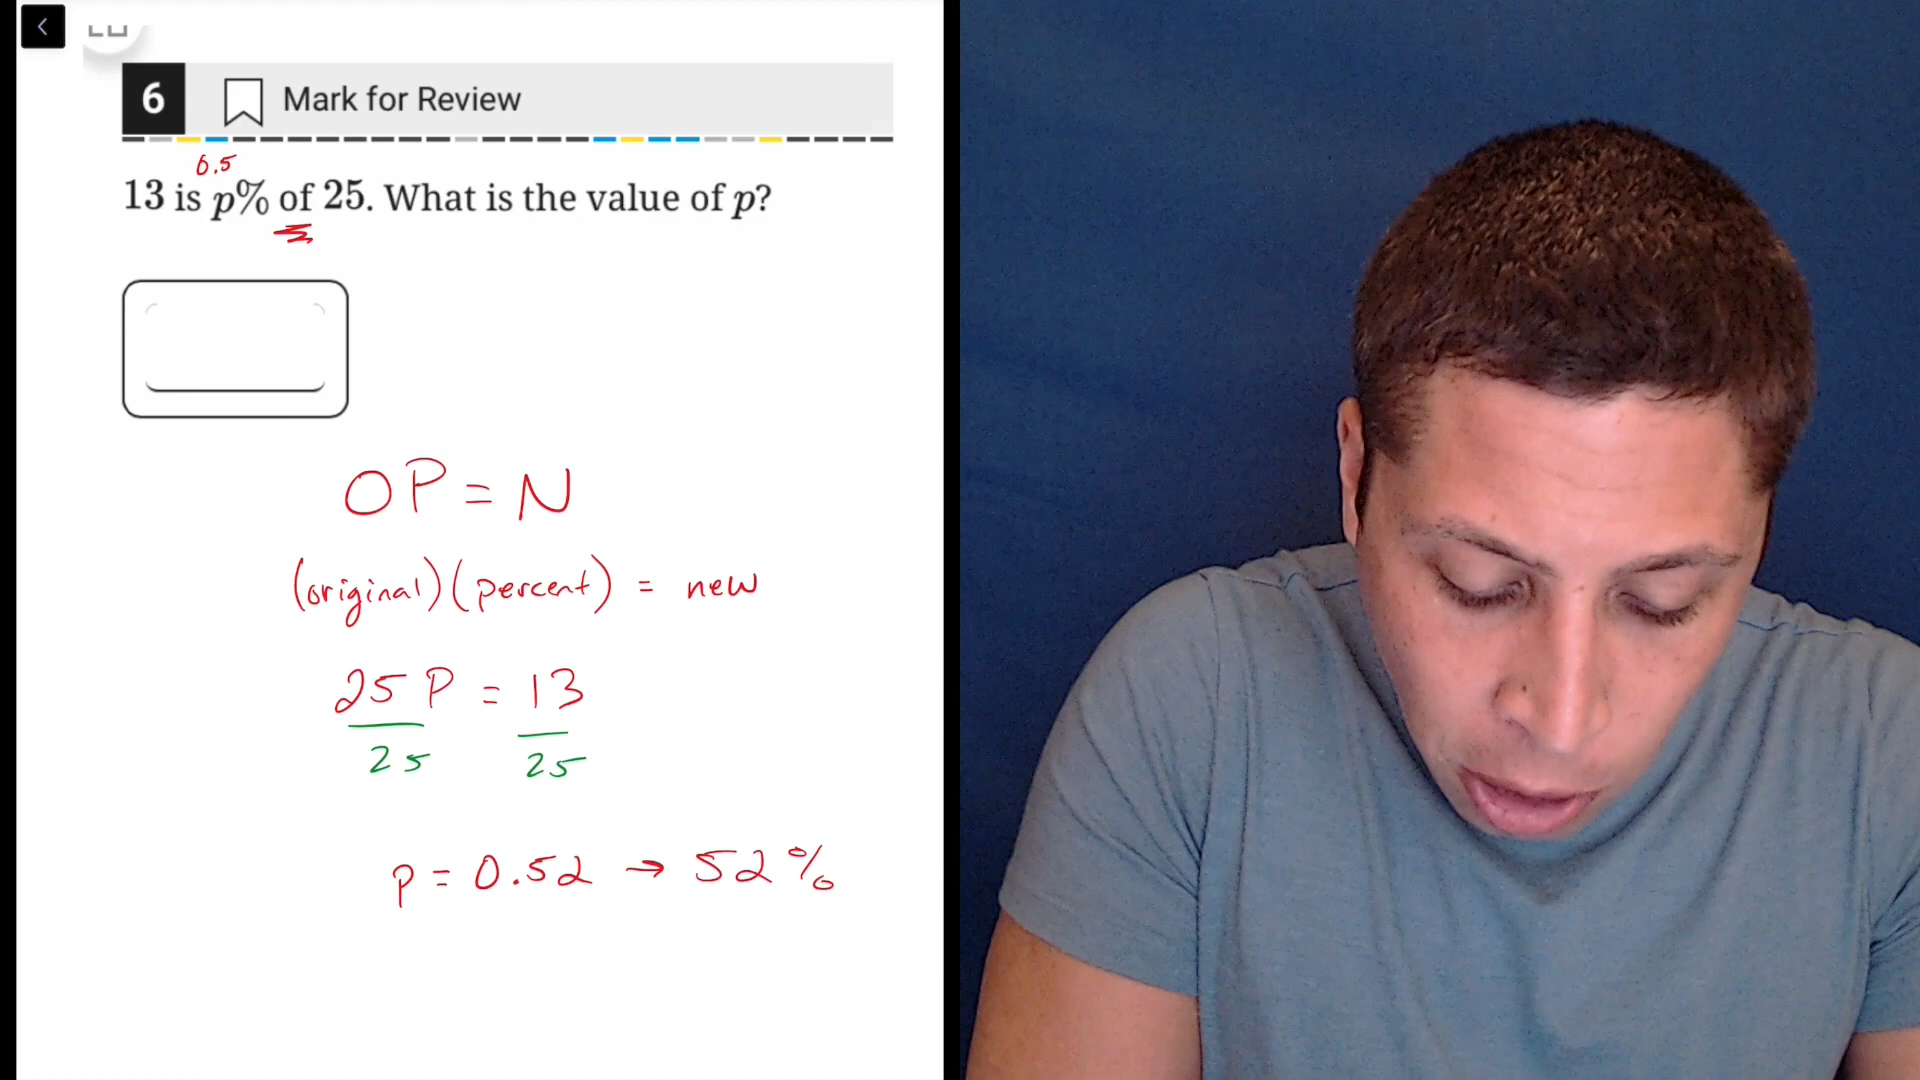 6 Mark for Review
0.5
13 is p% of 25. What is the value of p?
OP = N
(original)(percent) = new
25 P = 13
25 25
p = 0.52 → 52%